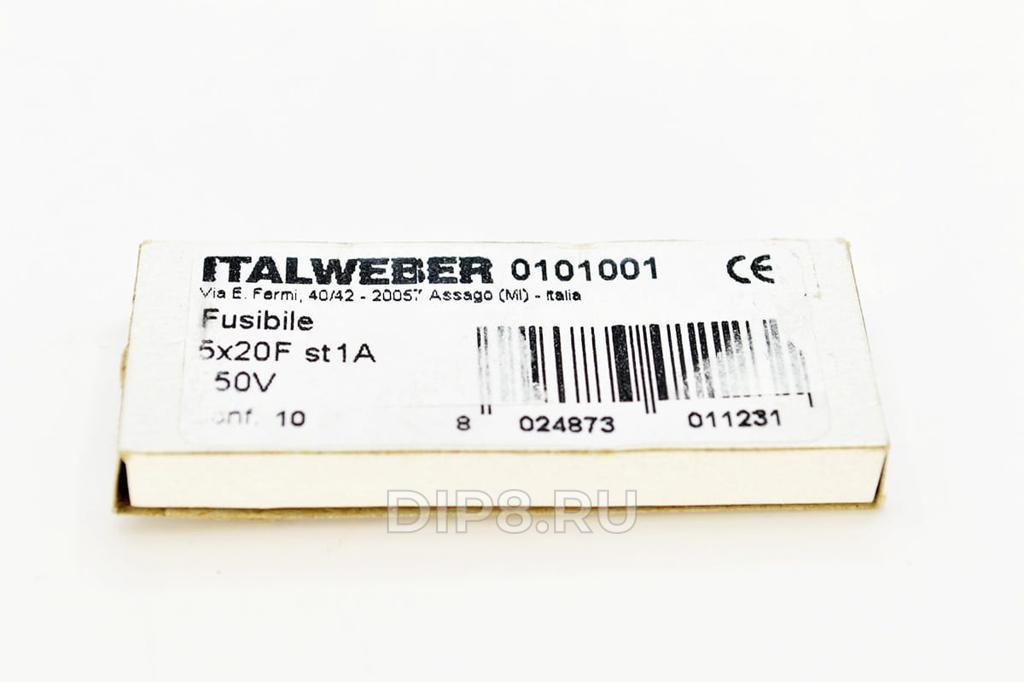 ITALWEBER 0101001 CE
Via E. Fermi, 40/42 - 20057 Assago (MI) - Italia
Fusibile
5x20F st1A
50V
onf. 10
8 024873 011231
DIP8.RU